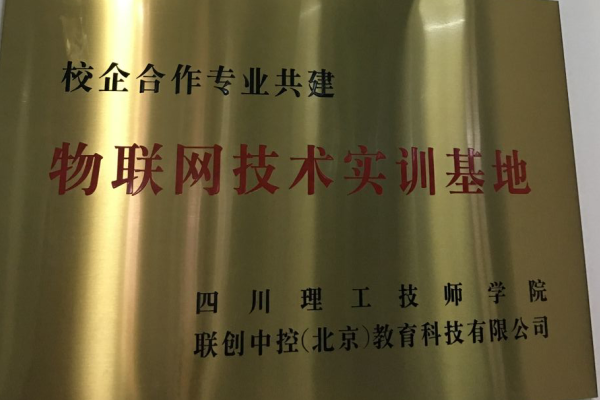 校企合作专业共建
物联网技术实训基地
四川理工技师学院
联创中控(北京)教育科技有限公司